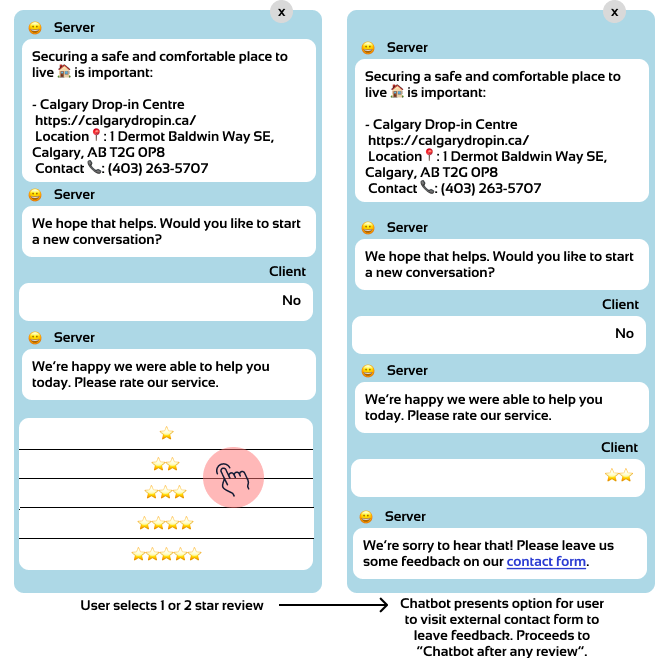 x
Server
Securing a safe and comfortable place to
live 🏠 is important:
- Calgary Drop-in Centre
https://calgarydropin.ca/
Location📍: 1 Dermot Baldwin Way SE,
Calgary, AB T2G 0P8
Contact 📞: (403) 263-5707
Server
We hope that helps. Would you like to start
a new conversation?
Client
No
Server
We're happy we were able to help you
today. Please rate our service.
⭐
⭐⭐
⭐⭐⭐
⭐⭐⭐⭐
⭐⭐⭐⭐⭐
User selects 1 or 2 star review
x
Server
Securing a safe and comfortable place to
live 🏠 is important:
- Calgary Drop-in Centre
https://calgarydropin.ca/
Location📍: 1 Dermot Baldwin Way SE,
Calgary, AB T2G 0P8
Contact 📞: (403) 263-5707
Server
We hope that helps. Would you like to start
a new conversation?
Client
No
Server
We're happy we were able to help you
today. Please rate our service.
Client
⭐⭐
Server
We're sorry to hear that! Please leave us
some feedback on our contact form.
Chatbot presents option for user
to visit external contact form to
leave feedback. Proceeds to
"Chatbot after any review".